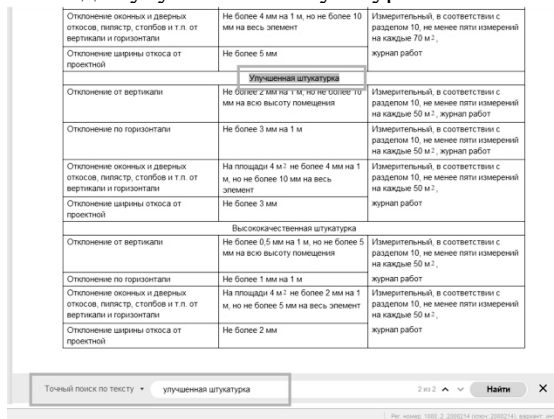 Отклонение оконных и дверных откосов, пилястр, столбов и т.п. от вертикали и горизонтали
Не более 4 мм на 1 м, но не более 10 мм на весь элемент
Измерительный, в соответствии с разделом 10, не менее пяти измерений на каждые 70 м²,
Отклонение ширины откоса от проектной
Не более 5 мм
журнал работ
Улучшенная штукатурка
Отклонение от вертикали
Не более 2 мм на 1 м, но не более 10 мм на всю высоту помещения
Измерительный, в соответствии с разделом 10, не менее пяти измерений на каждые 50 м², журнал работ
Отклонение по горизонтали
Не более 3 мм на 1 м
Измерительный, в соответствии с разделом 10, не менее пяти измерений на каждые 50 м², журнал работ
Отклонение оконных и дверных откосов, пилястр, столбов и т.п. от вертикали и горизонтали
На площади 4 м² не более 4 мм на 1 м, но не более 10 мм на весь элемент
Измерительный, в соответствии с разделом 10, не менее пяти измерений на каждые 50 м²,
Отклонение ширины откоса от проектной
Не более 3 мм
журнал работ
Высококачественная штукатурка
Отклонение от вертикали
Не более 0,5 мм на 1 м, но не более 5 мм на всю высоту помещения
Измерительный, в соответствии с разделом 10, не менее пяти измерений на каждые 50 м²,
Отклонение по горизонтали
Не более 1 мм на 1 м
журнал работ
Отклонение оконных и дверных откосов, пилястр, столбов и т.п. от вертикали и горизонтали
На площади 4 м² не более 2 мм на 1 м, но не более 5 мм на весь элемент
Измерительный, в соответствии с разделом 10, не менее пяти измерений на каждые 50 м²,
Отклонение ширины откоса от проектной
Не более 2 мм
журнал работ
Точный поиск по тексту
улучшенная штукатурка
2 из 2
Найти